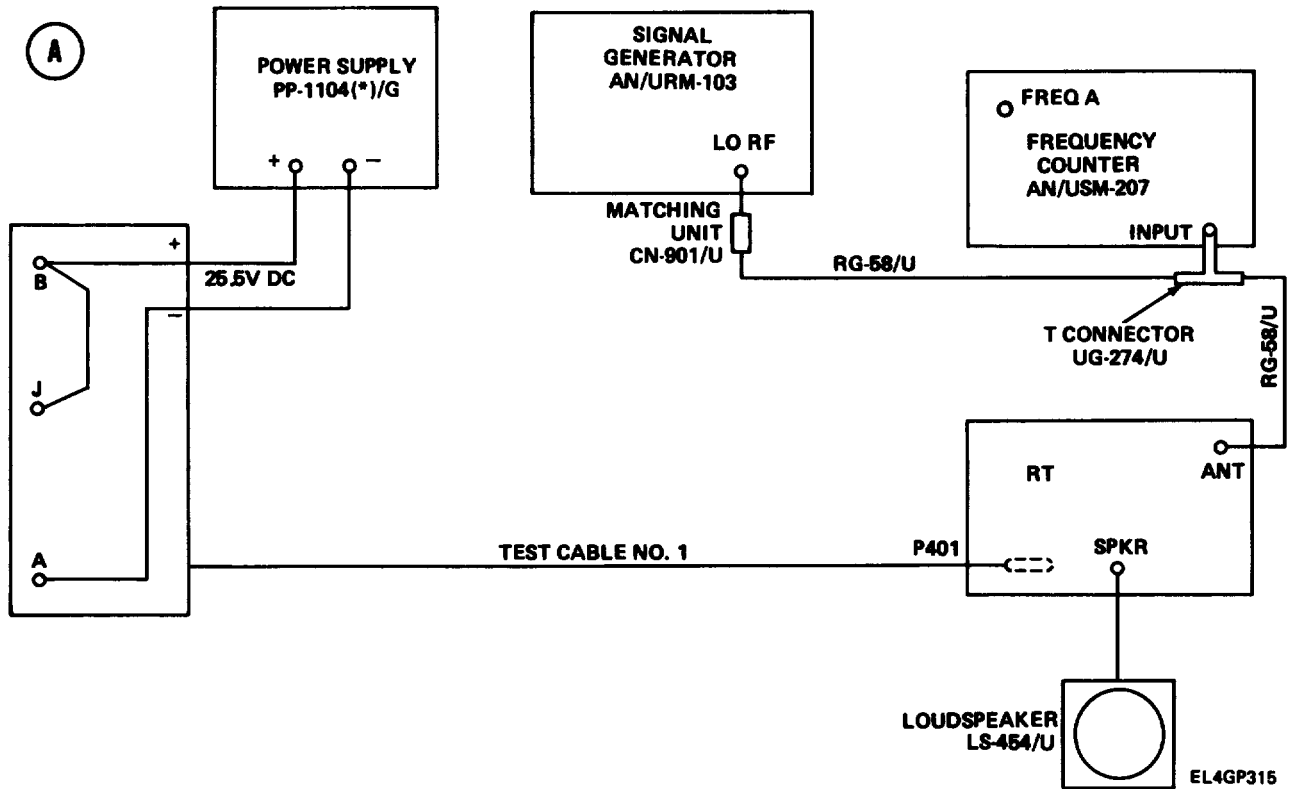 A
POWER SUPPLY
PP-1104(*)/G
+
−
SIGNAL
GENERATOR
AN/URM-103
LO RF
MATCHING
UNIT
CN-901/U
RG-58/U
FREQ A
FREQUENCY
COUNTER
AN/USM-207
INPUT
T CONNECTOR
UG-274/U
RG-58/U
+
25.5V DC
−
B
J
A
TEST CABLE NO. 1
P401
RT
ANT
SPKR
LOUDSPEAKER
LS-454/U
EL4GP315